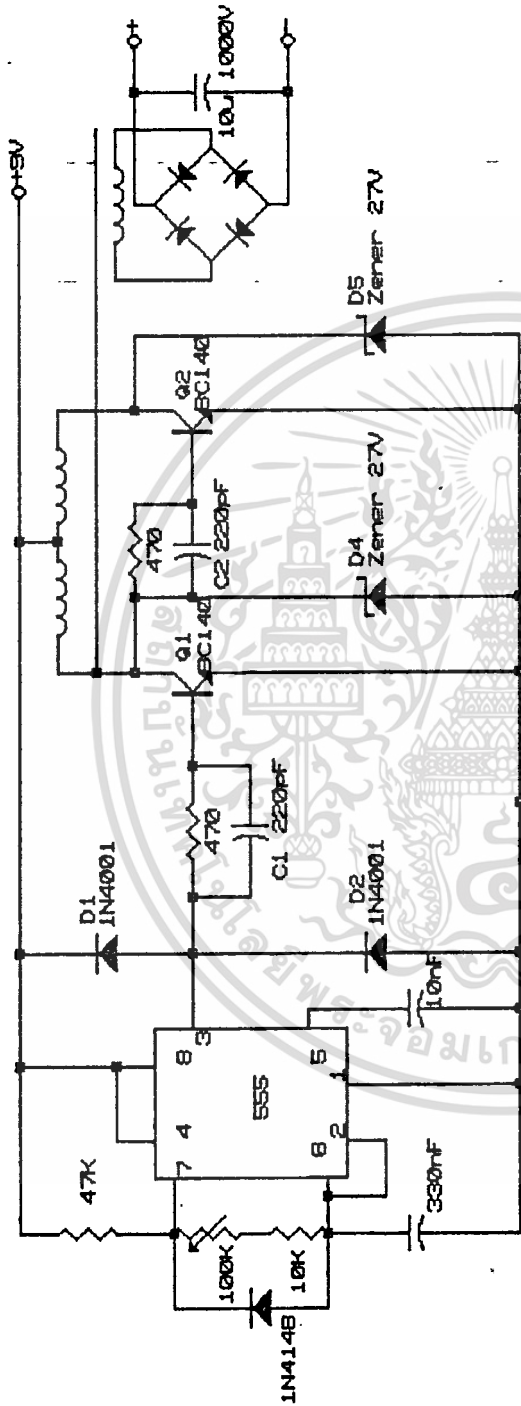 +9V
+
-
10u 1000V
47K
100K
10K
1N4148
330nF
7
4
8
3
555
6
2
1
5
10nF
D1
1N4001
D2
1N4001
470
C1
220pF
Q1
BC140
470
C2 220pF
Q2
BC140
D4
Zener 27V
D5
Zener 27V